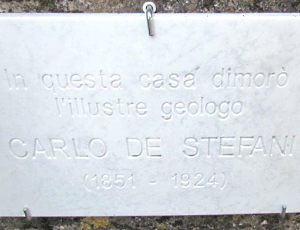 In questa casa dimorò
l'illustre geologo
CARLO DE STEFANI
(1851 - 1924)